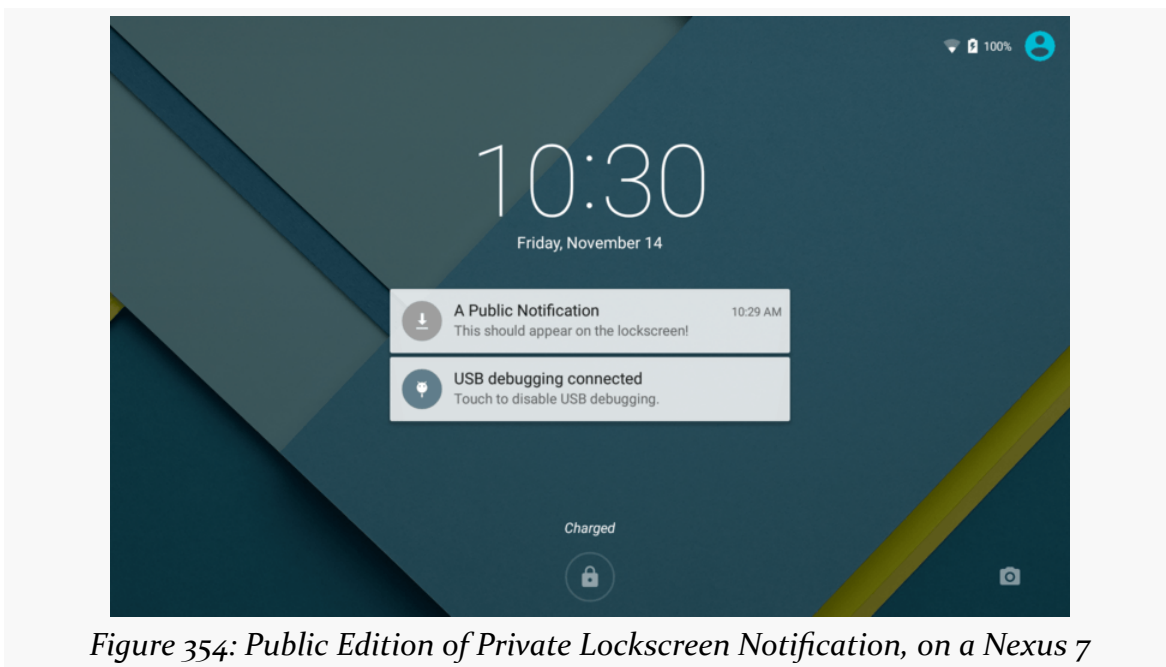 100%
10:30
Friday, November 14
A Public Notification 10:29 AM
This should appear on the lockscreen!
USB debugging connected
Touch to disable USB debugging.
Charged
Figure 354: Public Edition of Private Lockscreen Notification, on a Nexus 7